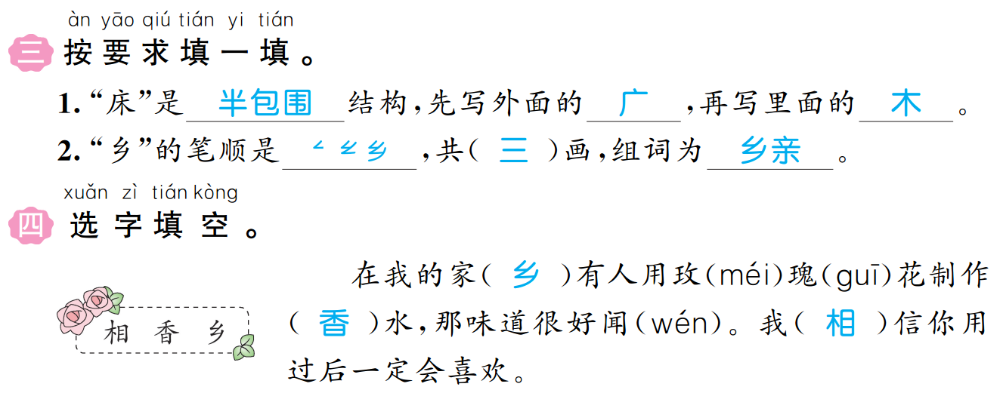 àn yāo qiú tián yi tián
三 按要求填一填。
1. “床”是 半包围 结构，先写外面的 广 ，再写里面的 木 。
2. “乡”的笔顺是 𠃋 纟 乡 ，共（ 三 ）画，组词为 乡亲 。
xuǎn zì tián kòng
四 选字填空。
在我的家（ 乡 ）有人用玫（méi）瑰（guī）花制作
（ 香 ）水，那味道很好闻（wén）。我（ 相 ）信你用
过后一定会喜欢。
相 香 乡